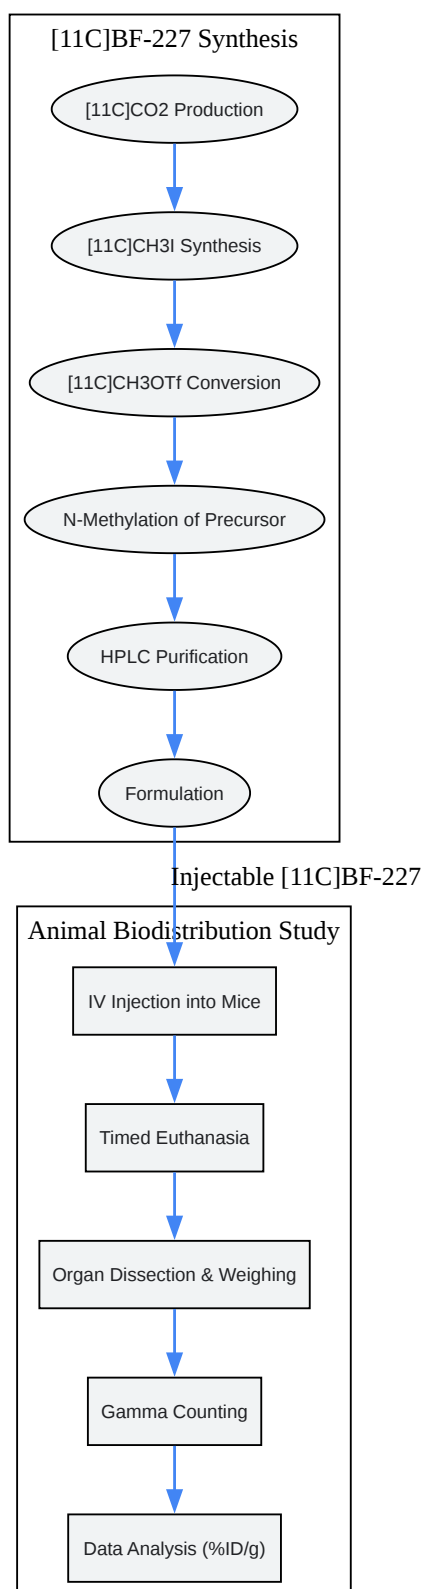 [11C]BF-227 Synthesis
[11C]CO2 Production
[11C]CH3I Synthesis
[11C]CH3OTf Conversion
N-Methylation of Precursor
HPLC Purification
Formulation
Injectable [11C]BF-227
Animal Biodistribution Study
IV Injection into Mice
Timed Euthanasia
Organ Dissection & Weighing
Gamma Counting
Data Analysis (%ID/g)